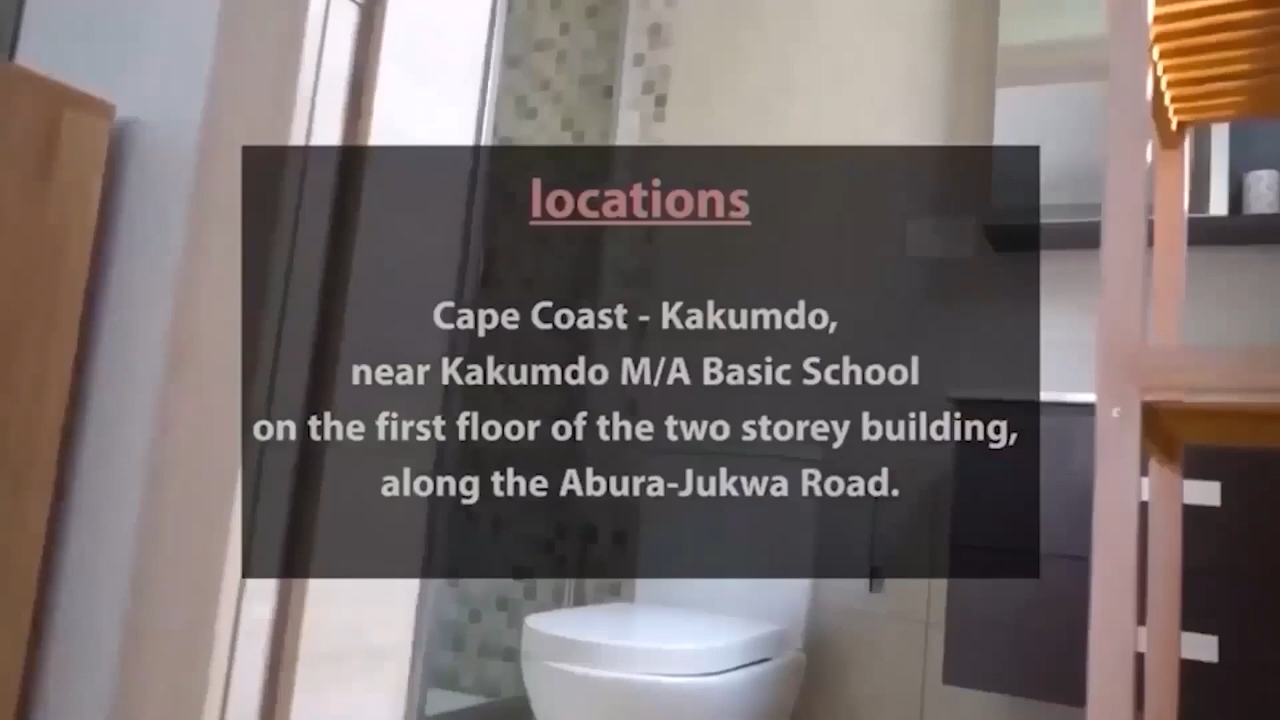 locations
Cape Coast - Kakumdo,
near Kakumdo M/A Basic School
on the first floor of the two storey building,
along the Abura-Jukwa Road.